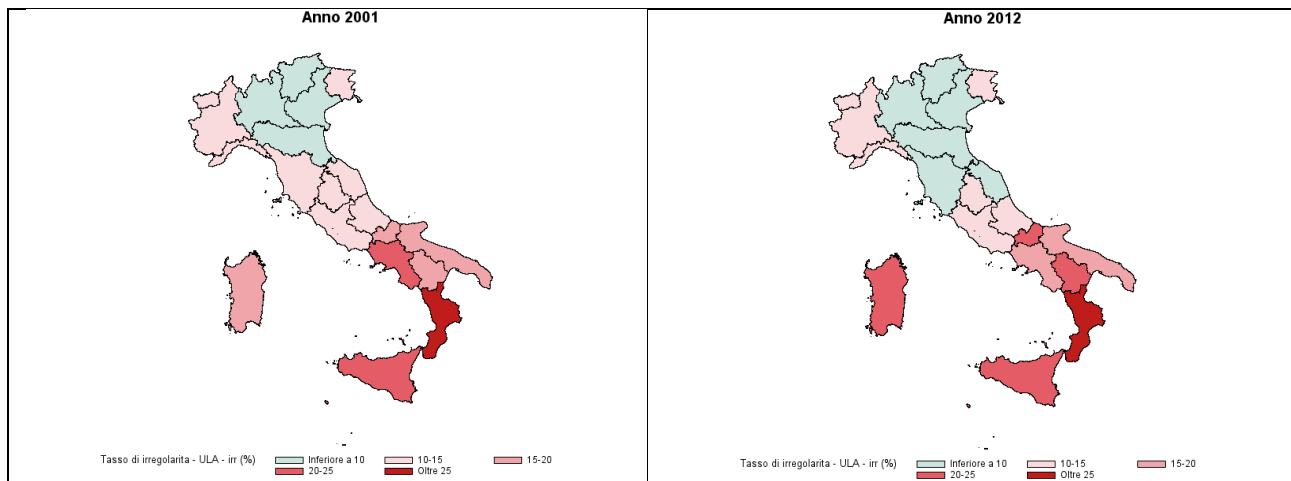 Anno 2001
Tasso di irregolarita - ULA - irr (%) Inferiore a 10 10-15 15-20
20-25 Oltre 25
Anno 2012
Tasso di irregolarita - ULA - irr (%) Inferiore a 10 10-15 15-20
20-25 Oltre 25